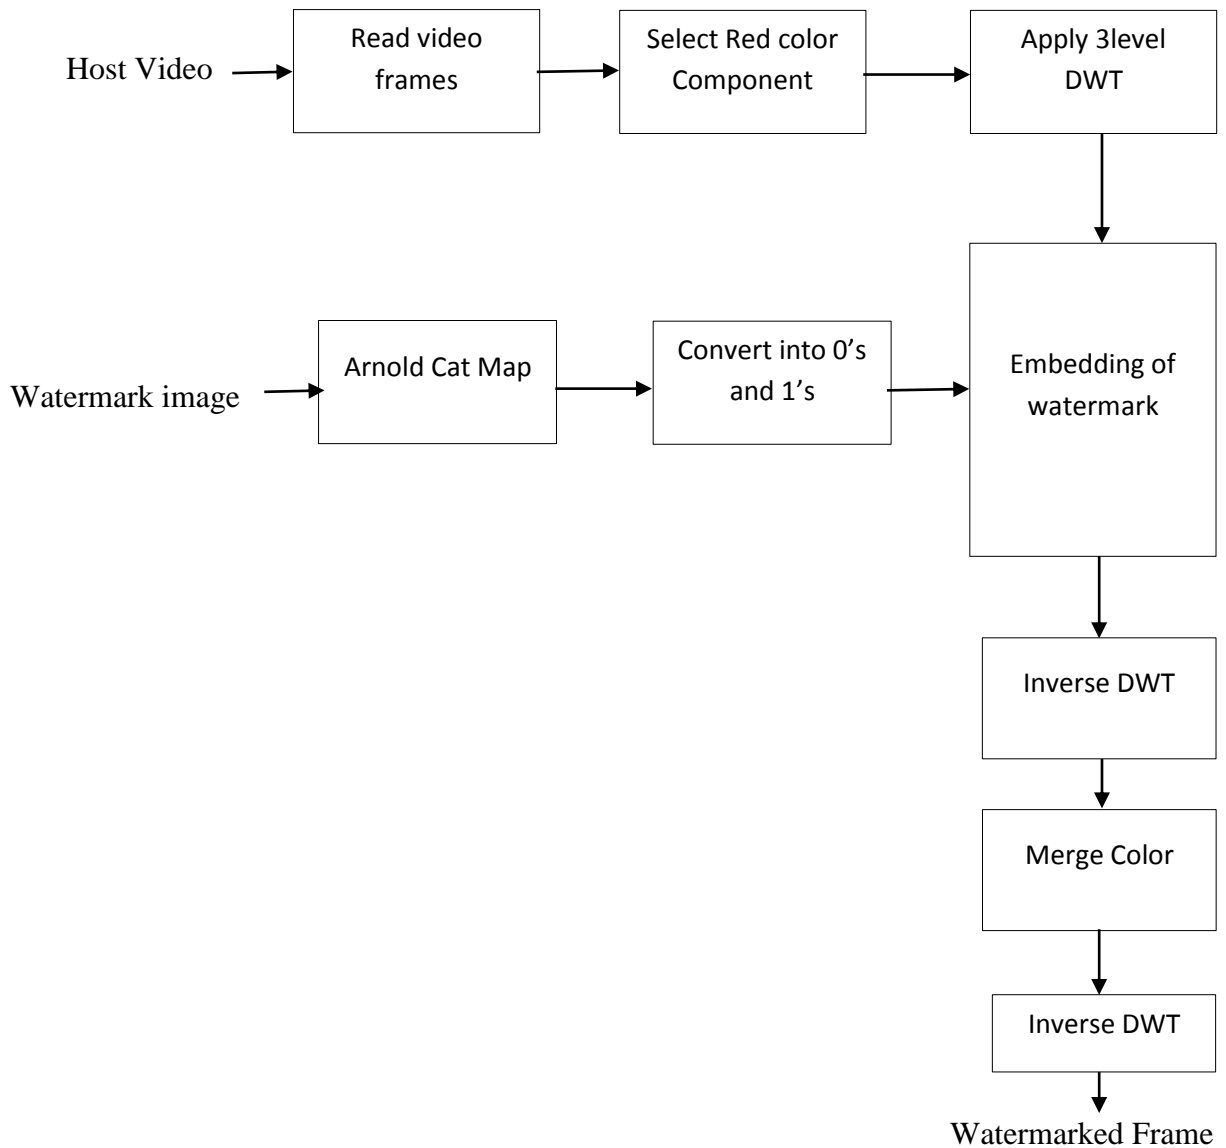 Host Video
Read video
frames
Select Red color
Component
Apply 3level
DWT
Watermark image
Arnold Cat Map
Convert into 0’s
and 1’s
Embedding of
watermark
Inverse DWT
Merge Color
Inverse DWT
Watermarked Frame